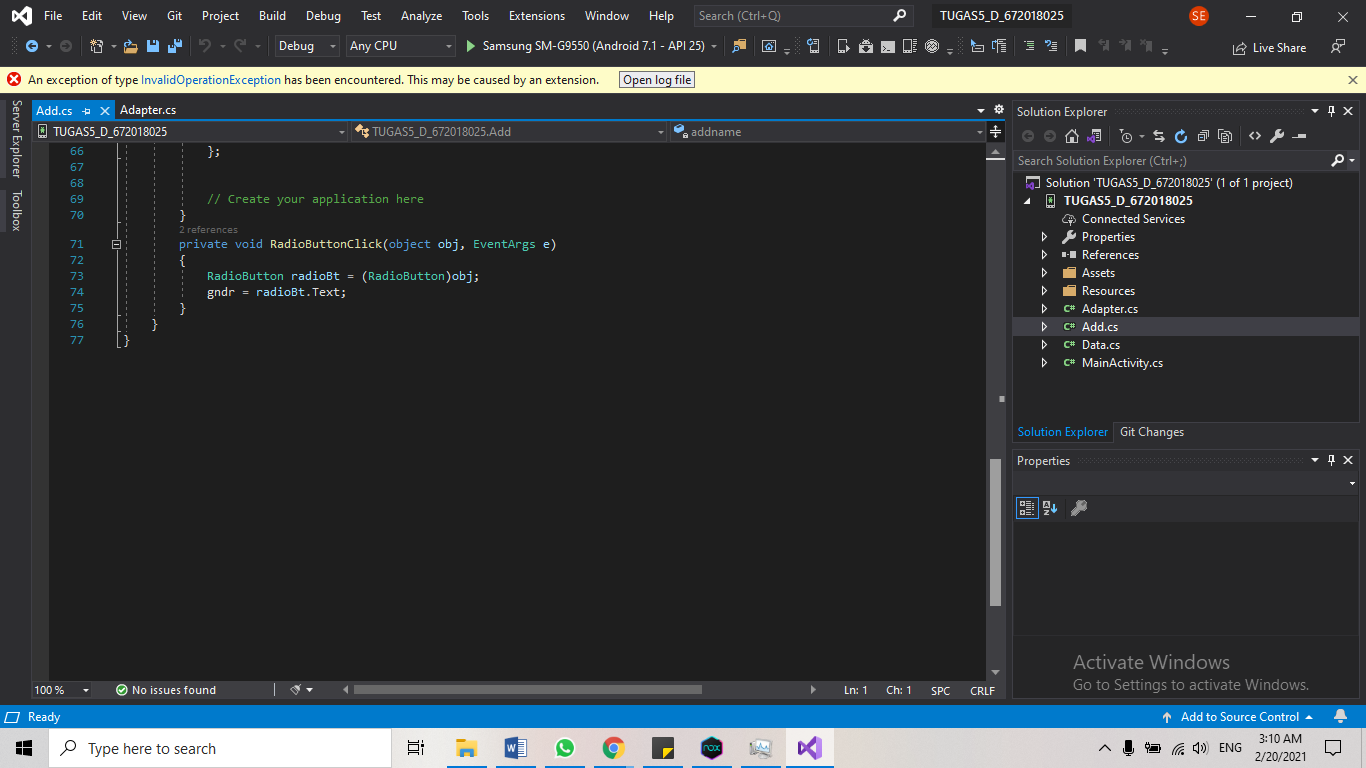 File Edit View Git Project Build Debug Test Analyze Tools Extensions Window Help Search (Ctrl+Q) TUGAS5_D_672018025 SE
Debug Any CPU Samsung SM-G9550 (Android 7.1 - API 25) Live Share
An exception of type InvalidOperationException has been encountered. This may be caused by an extension. Open log file
Server Explorer
Toolbox
Add.cs Adapter.cs
TUGAS5_D_672018025 TUGAS5_D_672018025.Add addname
66 };
67
68
69 // Create your application here
70 }
2 references
71 private void RadioButtonClick(object obj, EventArgs e)
72 {
73 RadioButton radioBt = (RadioButton)obj;
74 gndr = radioBt.Text;
75 }
76 }
77 }
100 % No issues found Ln: 1 Ch: 1 SPC CRLF
Solution Explorer
Search Solution Explorer (Ctrl+;)
Solution 'TUGAS5_D_672018025' (1 of 1 project)
TUGAS5_D_672018025
Connected Services
Properties
References
Assets
Resources
C# Adapter.cs
C# Add.cs
C# Data.cs
C# MainActivity.cs
Solution Explorer Git Changes
Properties
Activate Windows
Go to Settings to activate Windows.
Ready Add to Source Control
Type here to search
ENG
3:10 AM
2/20/2021